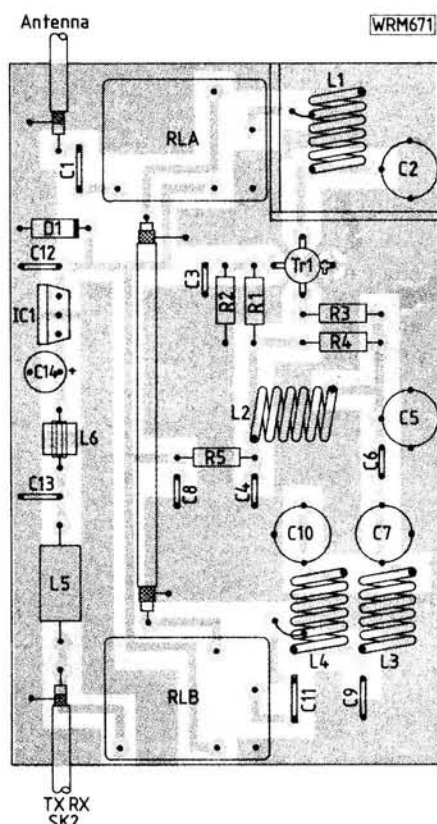 Antenna
WRM671
L1
RLA
C1
C2
D1
C12
C3
R2
R1
Tr1
IC1
R3
R4
C14 +
L2
C5
L6
R5
C6
C13
C8
C4
C10
C7
L5
L4
L3
RLB
C11
C9
TX RX
SK2